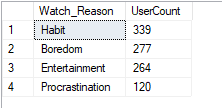 Watch_Reason UserCount
1 Habit 339
2 Boredom 277
3 Entertainment 264
4 Procrastination 120